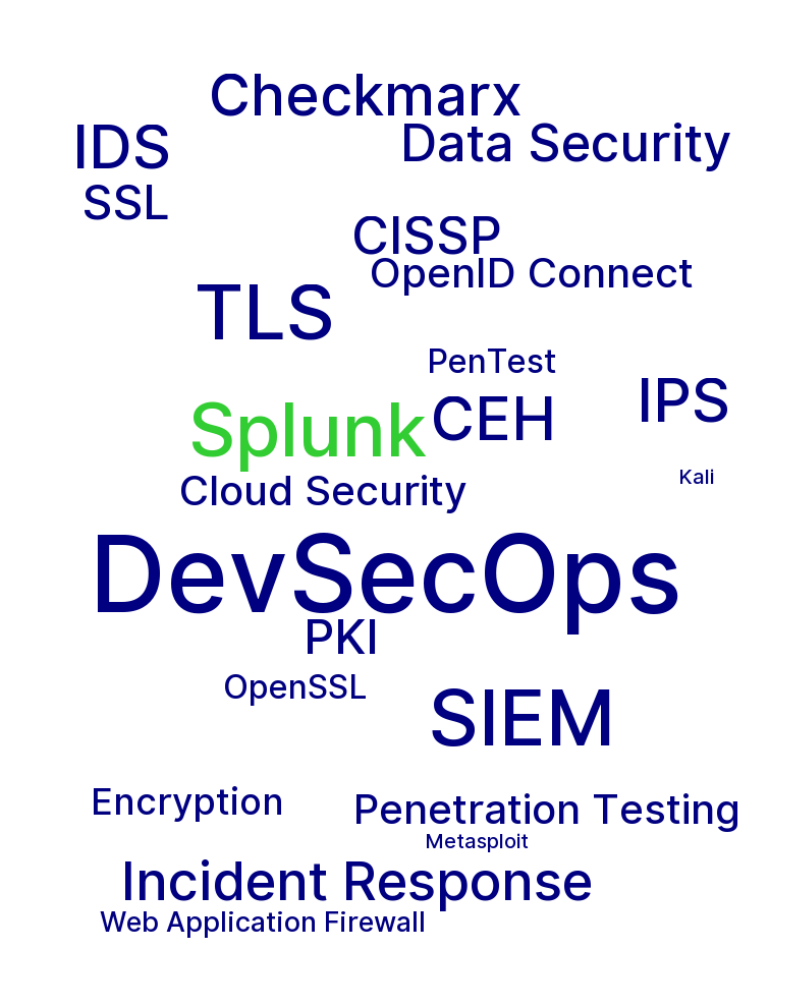 Checkmarx
IDS
Data Security
SSL
CISSP
OpenID Connect
TLS
PenTest
IPS
Splunk
CEH
Kali
Cloud Security
DevSecOps
PKI
OpenSSL
SIEM
Encryption
Penetration Testing
Metasploit
Incident Response
Web Application Firewall